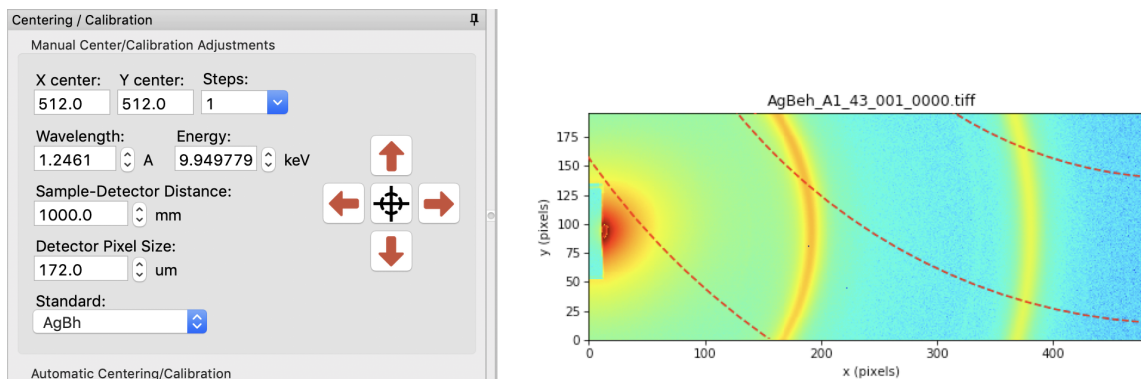 Centering / Calibration
Manual Center/Calibration Adjustments
X center: Y center: Steps:
512.0 512.0 1
Wavelength: Energy:
1.2461 A 9.949779 keV
Sample-Detector Distance:
1000.0 mm
Detector Pixel Size:
172.0 um
Standard:
AgBh
Automatic Centering/Calibration
AgBeh_A1_43_001_0000.tiff
175
150
125
100
75
50
25
0
y (pixels)
0 100 200 300 400
x (pixels)